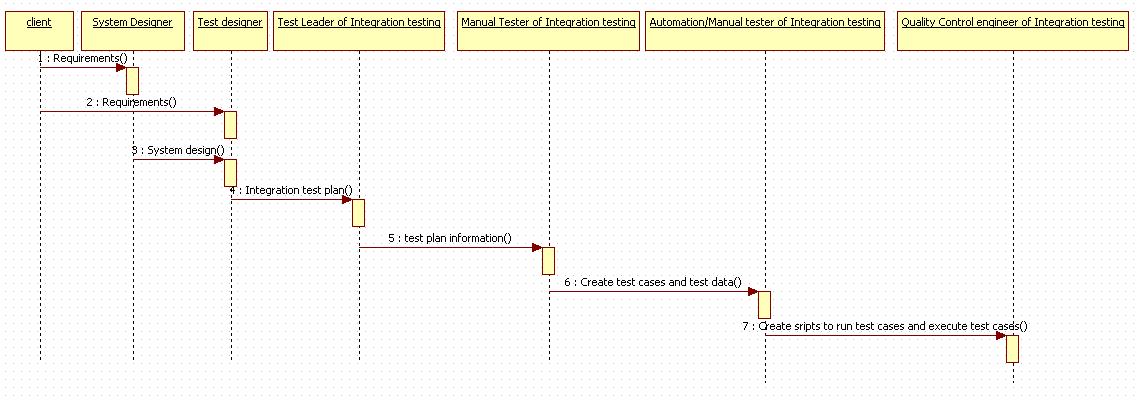 client
System Designer
Test designer
Test Leader of Integration testing
Manual Tester of Integration testing
Automation/Manual tester of Integration testing
Quality Control engineer of Integration testing
1 : Requirements()
2 : Requirements()
3 : System design()
4 : Integration test plan()
5 : test plan information()
6 : Create test cases and test data()
7 : Create sripts to run test cases and execute test cases()